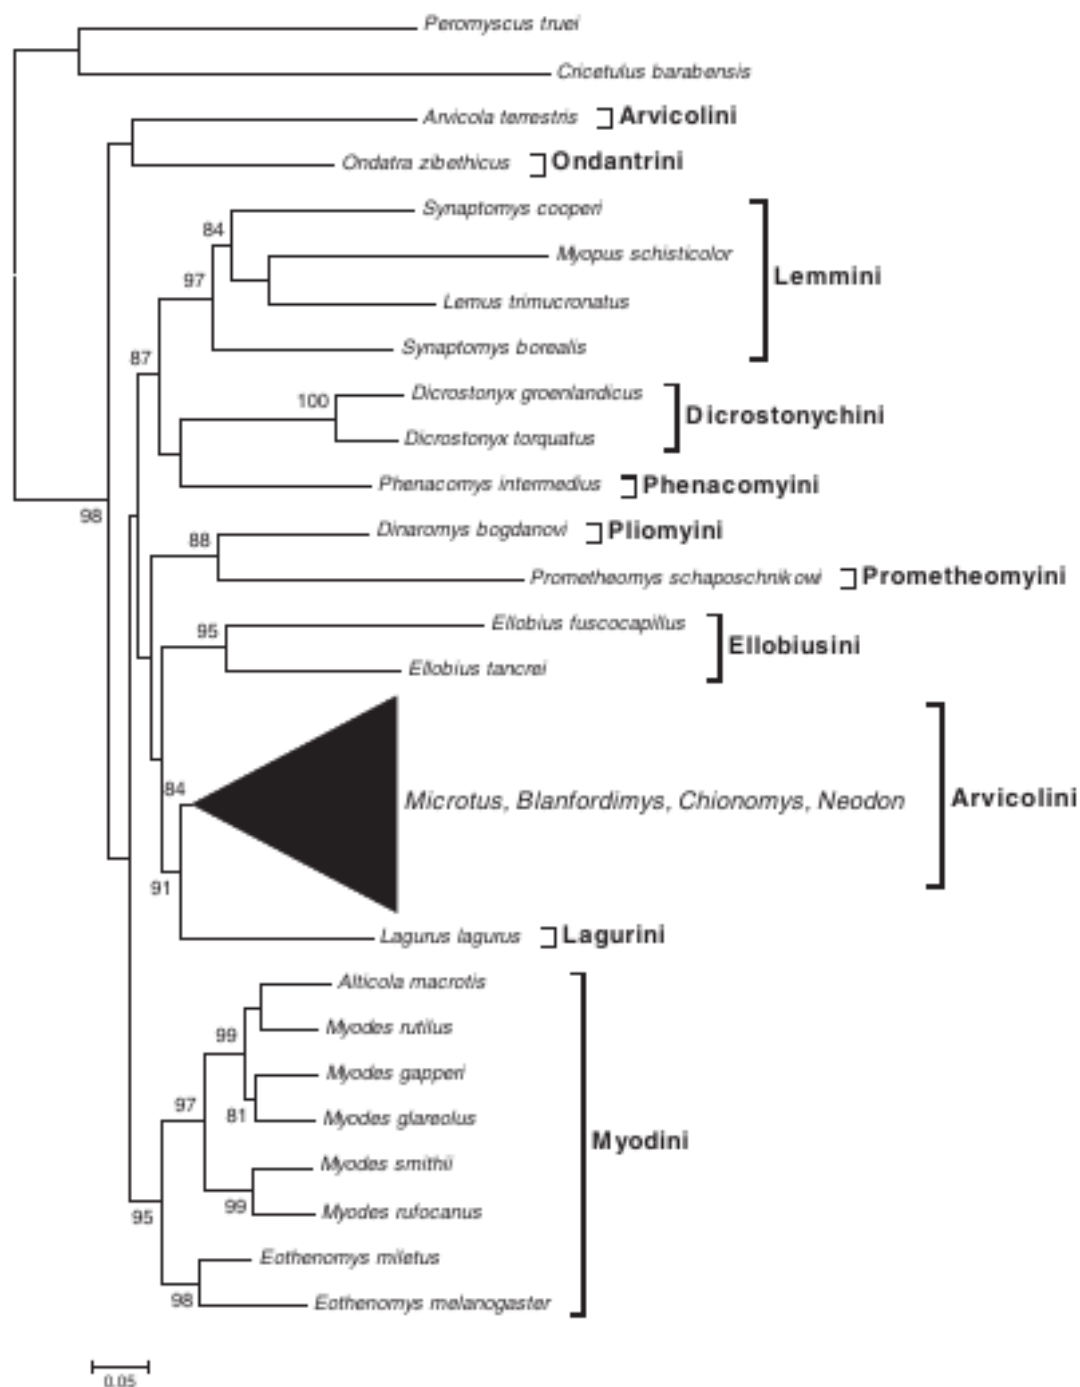 Peromyscus truei
Cricetulus barabensis
Arvicola terrestris Arvicolini
Ondatra zibethicus Ondantrini
Synaptomys cooperi
84
Myopus schisticolor
Lemmini
97
Lemus trimucronatus
Synaptomys borealis
87
Dicrostonyx groenlandicus
100
Dicrostonychini
Dicrostonyx torquatus
Phenacomys intermedius Phenacomyini
98
Dinaromys bogdanovi Pliomyini
88
Prometheomys schaposchnikowi Prometheomyini
Ellobius fuscocapillus
95
Ellobiusini
Ellobius tancrei
84
Microtus, Blanfordimys, Chionomys, Neodon Arvicolini
91
Lagurus lagurus Lagurini
Alticola macrotis
Myodes rutilus
99
Myodes gapperi
97
81
Myodes glareolus
Myodini
Myodes smithii
99
Myodes rufocanus
95
Eothenomys miletus
98
Eothenomys melanogaster
0.05